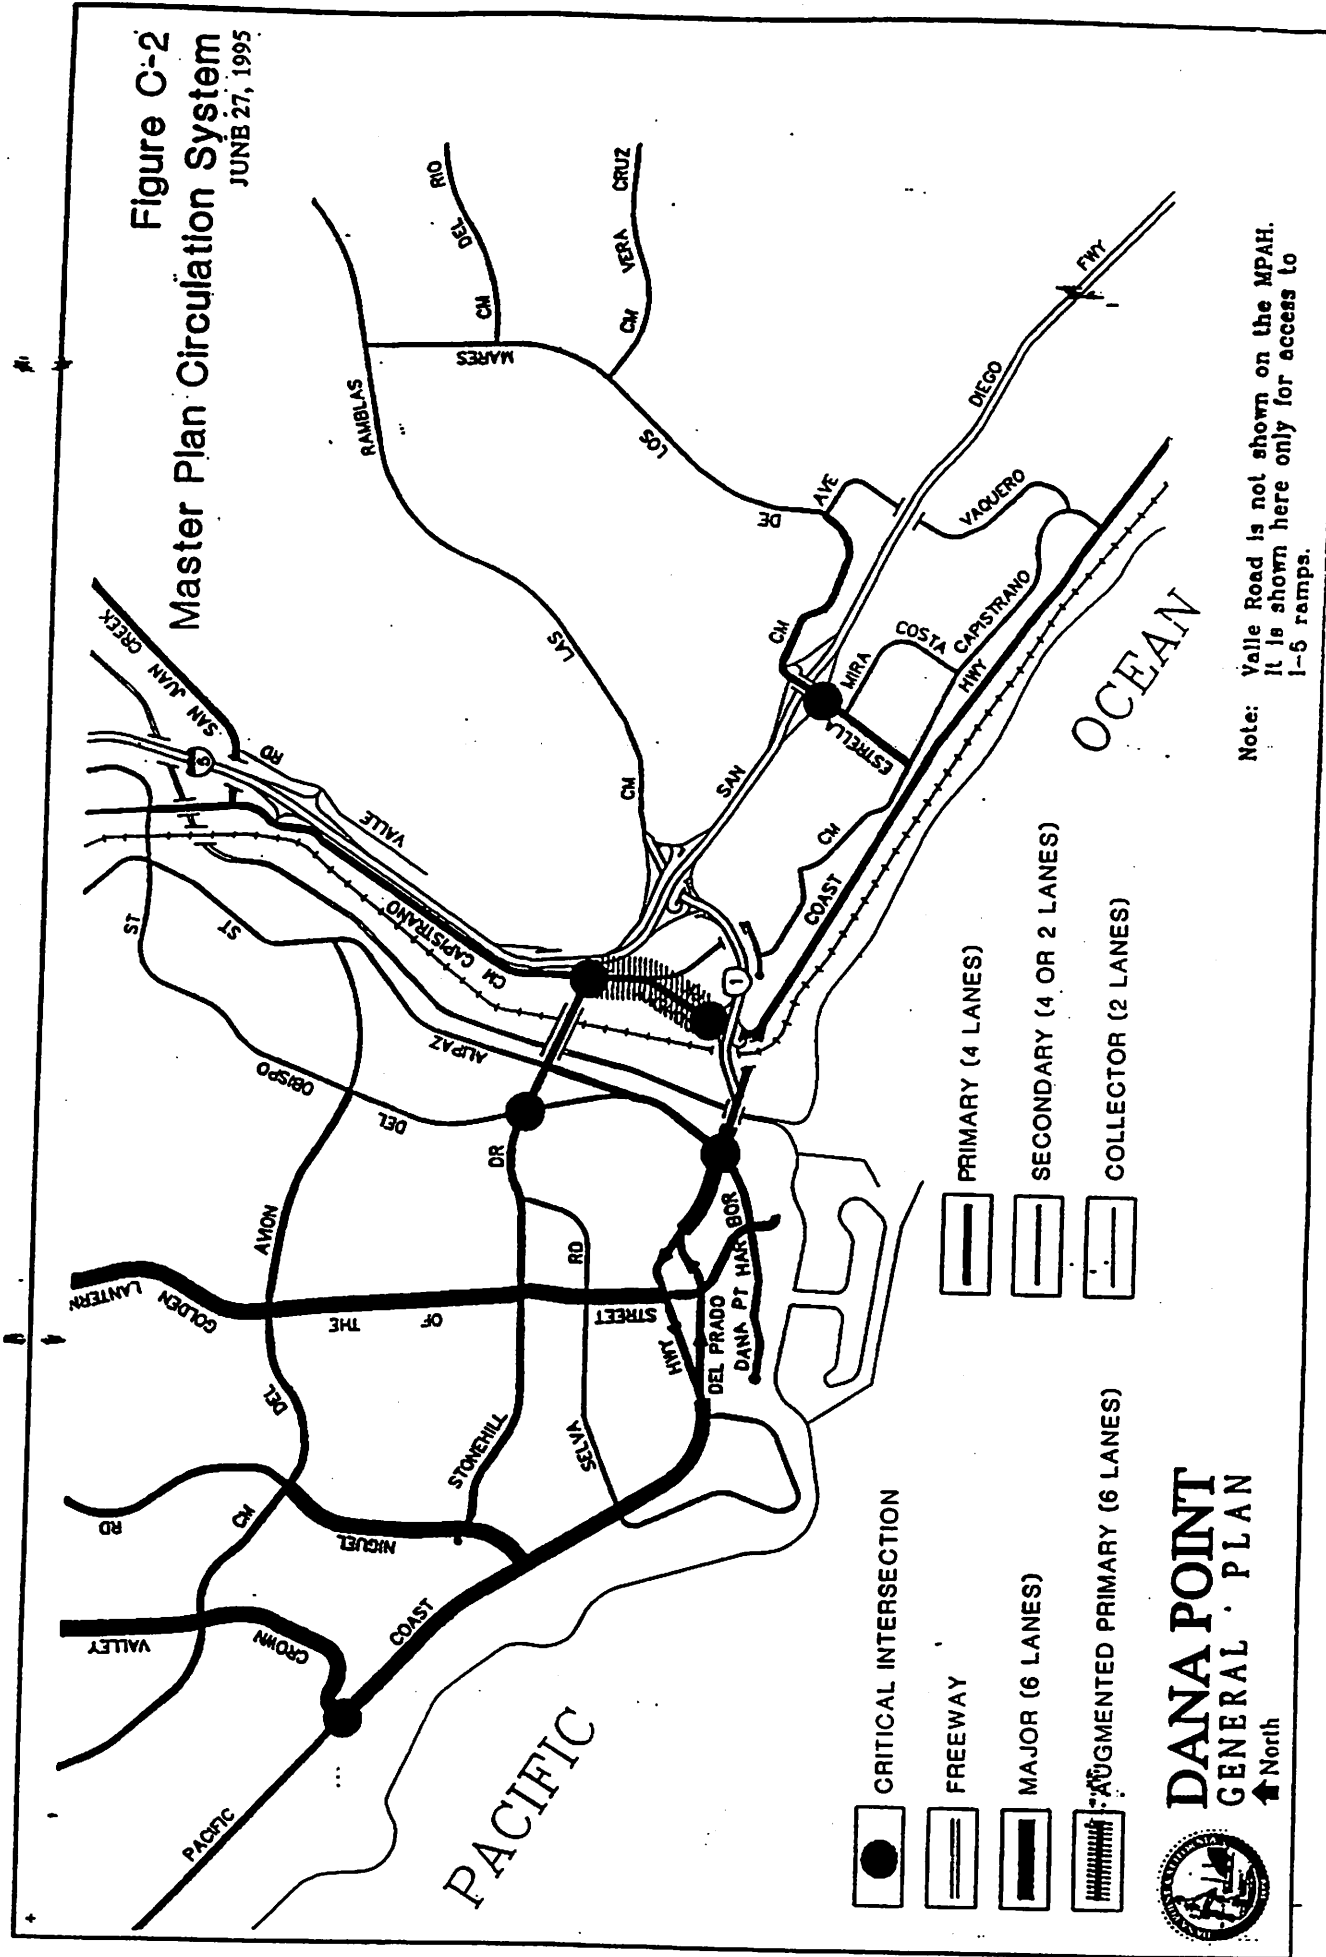 Figure C-2
Master Plan Circulation System
JUNE 27, 1995
RIO
DEL
CM
CRUZ
VERA
CM
MARES
RAMBLAS
LOS
DE
AVE
LAS
CM
FWY
DIEGO
SAN
VAQUERO
CM
MIRA
COSTA
CAPISTRANO
HWY
ESTRELLA
CM
COAST
SAN JUAN CREEK
5
RD
VALLE
ST
ST
CM CAPISTRANO
1
ALIPAZ
OBISPO
DEL
DR
AVION
DEL
CM
LANTERN
GOLDEN
THE
OF
STREET
RD
SELVA
STONEHILL
HWY
DEL PRADO
DANA PT HARBOR
RD
NIGUEL
VALLEY
CROWN
COAST
PACIFIC
PACIFIC
OCEAN
Note: Valle Road is not shown on the MPAH.
It is shown here only for access to
I-5 ramps.
CRITICAL INTERSECTION
FREEWAY
MAJOR (6 LANES)
AUGMENTED PRIMARY (6 LANES)
PRIMARY (4 LANES)
SECONDARY (4 OR 2 LANES)
COLLECTOR (2 LANES)
DANA POINT
GENERAL · PLAN
North